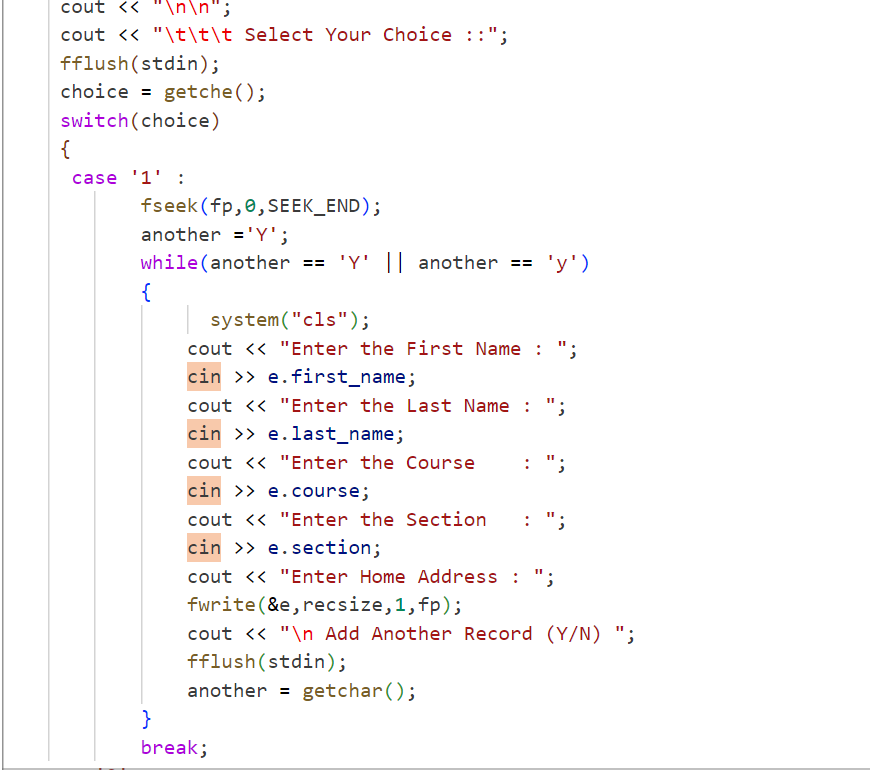 cout << "\n\n";
cout << "\t\t\t Select Your Choice ::";
fflush(stdin);
choice = getche();
switch(choice)
{
case '1' :
fseek(fp,0,SEEK_END);
another ='Y';
while(another == 'Y' || another == 'y')
{
system("cls");
cout << "Enter the First Name : ";
cin >> e.first_name;
cout << "Enter the Last Name : ";
cin >> e.last_name;
cout << "Enter the Course    : ";
cin >> e.course;
cout << "Enter the Section   : ";
cin >> e.section;
cout << "Enter Home Address : ";
fwrite(&e,recsize,1,fp);
cout << "\n Add Another Record (Y/N) ";
fflush(stdin);
another = getchar();
}
break;